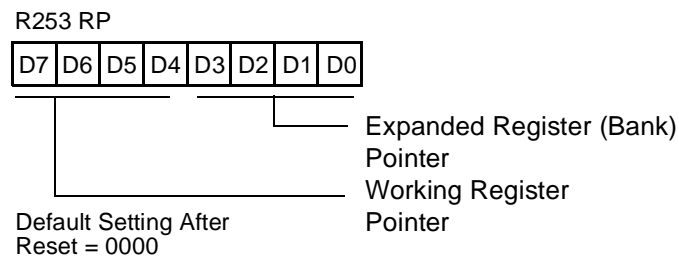 R253 RP
D7 D6 D5 D4 D3 D2 D1 D0
Expanded Register (Bank)
Pointer
Working Register
Pointer
Default Setting After
Reset = 0000